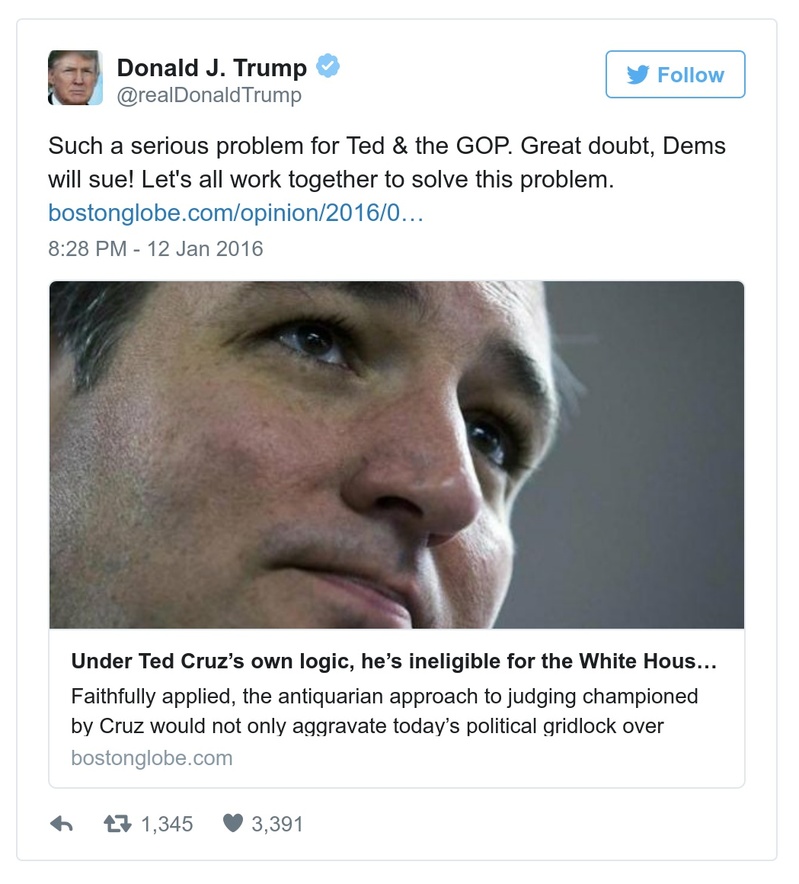 Donald J. Trump
@realDonaldTrump
Follow
Such a serious problem for Ted & the GOP. Great doubt, Dems
will sue! Let's all work together to solve this problem.
bostonglobe.com/opinion/2016/0…
8:28 PM - 12 Jan 2016
Under Ted Cruz’s own logic, he’s ineligible for the White Hous…
Faithfully applied, the antiquarian approach to judging championed
by Cruz would not only aggravate today’s political gridlock over
bostonglobe.com
1,345 3,391